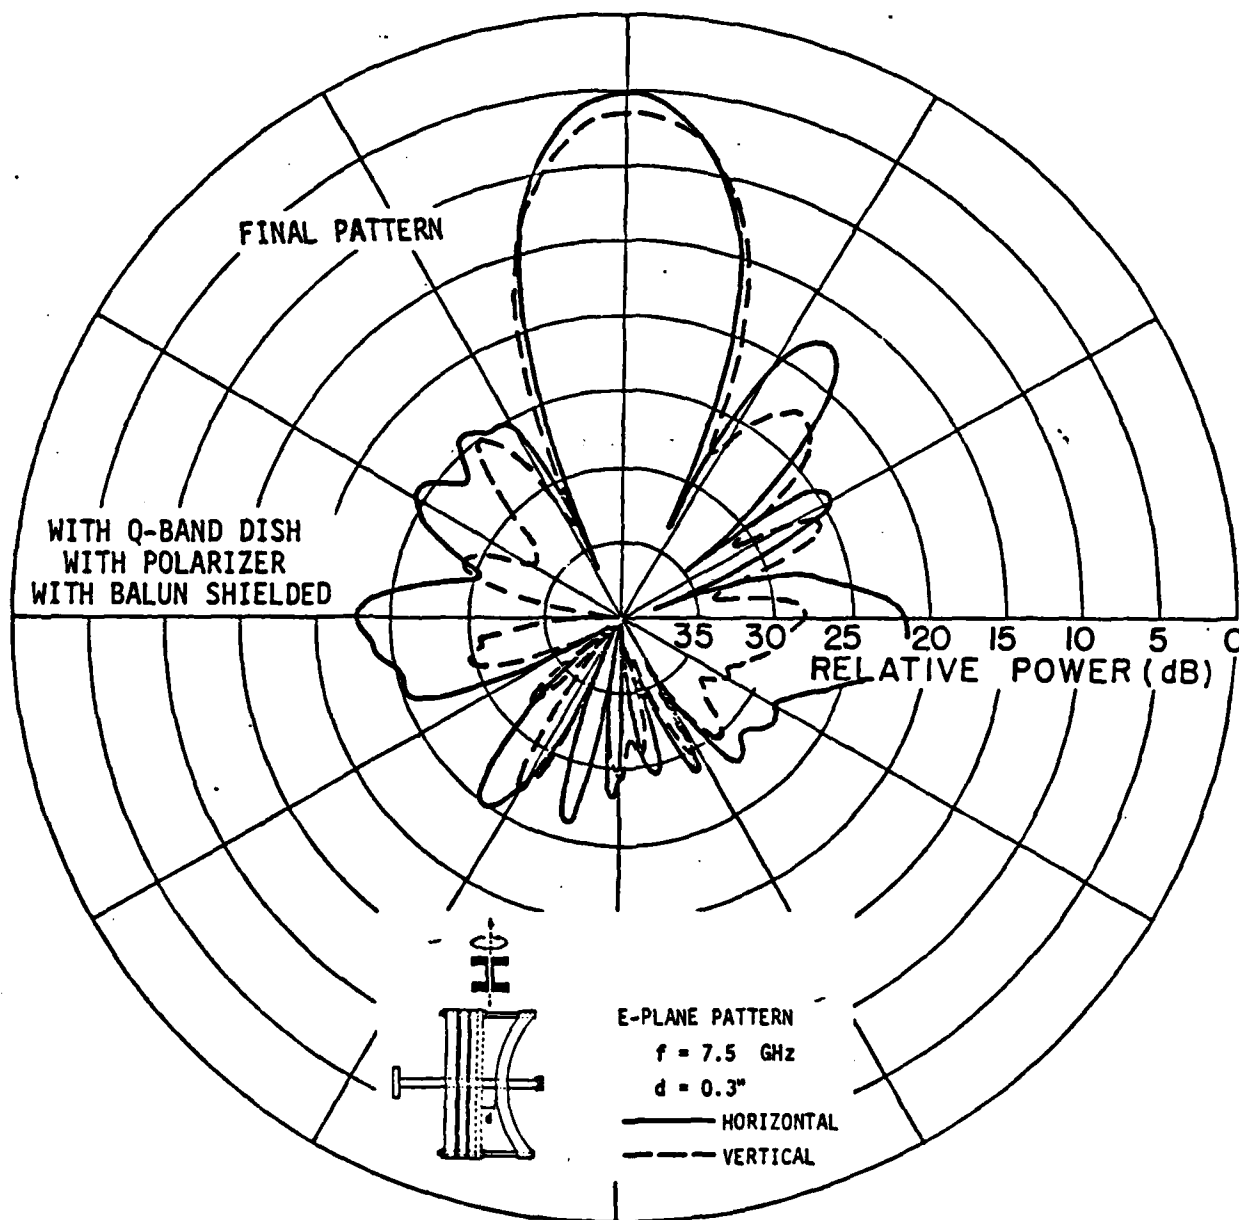 FINAL PATTERN
WITH Q-BAND DISH
WITH POLARIZER
WITH BALUN SHIELDED
35 30 25 20 15 10 5 0
RELATIVE POWER (dB)
E-PLANE PATTERN
f = 7.5 GHz
d = 0.3"
HORIZONTAL
VERTICAL